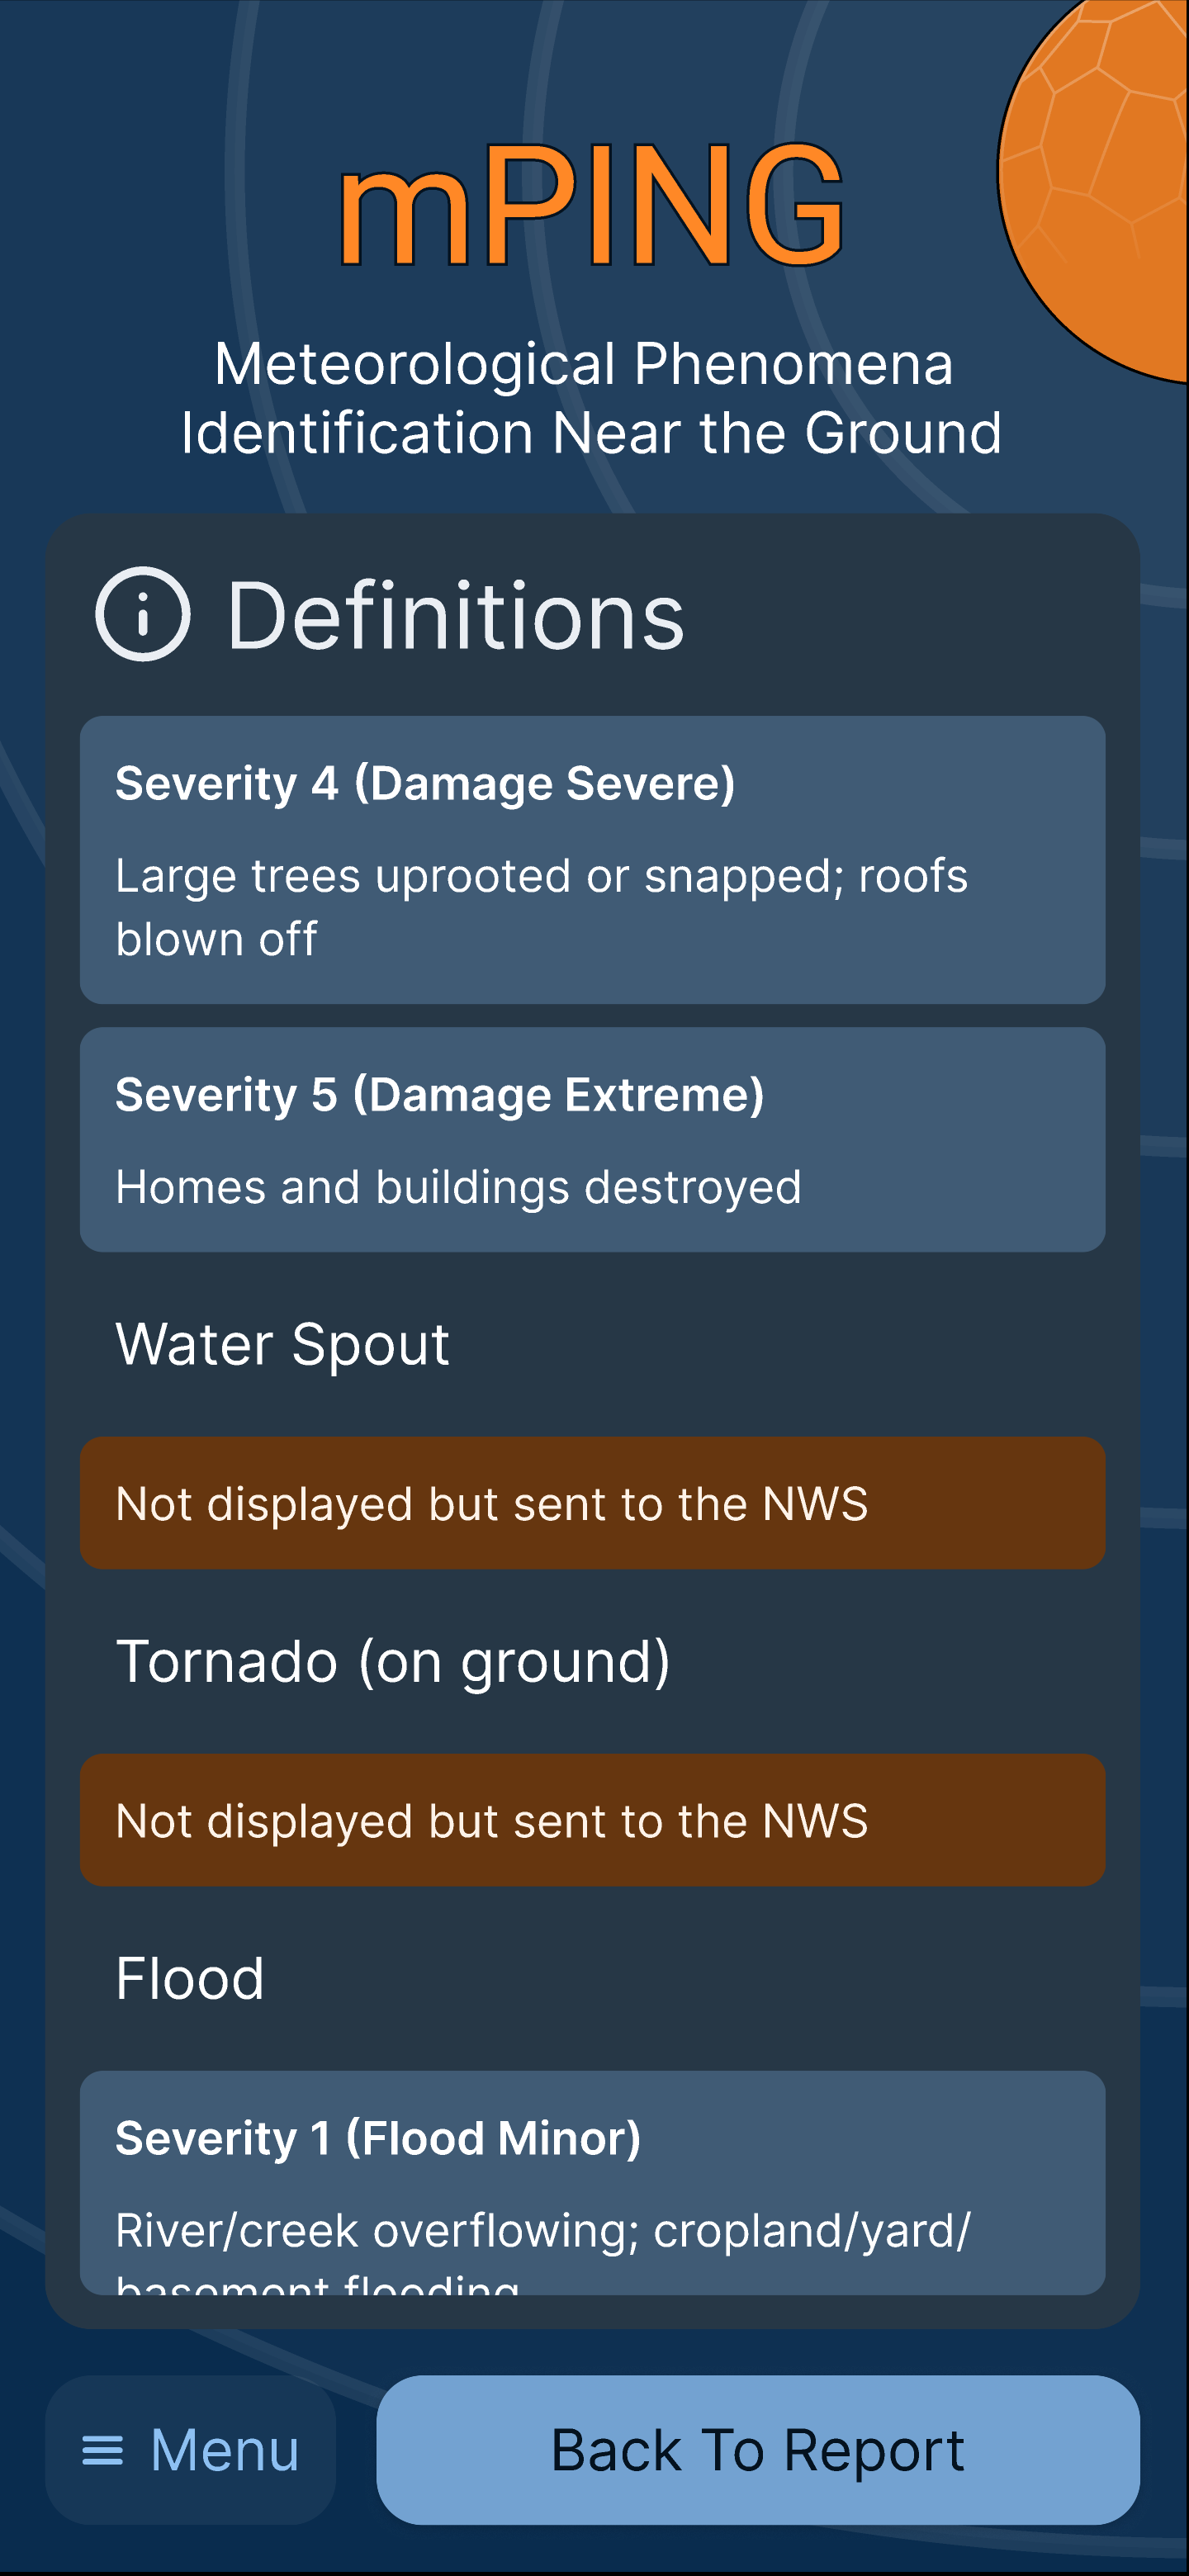 mPING
Meteorological Phenomena
Identification Near the Ground
Definitions
Severity 4 (Damage Severe)
Large trees uprooted or snapped; roofs
blown off
Severity 5 (Damage Extreme)
Homes and buildings destroyed
Water Spout
Not displayed but sent to the NWS
Tornado (on ground)
Not displayed but sent to the NWS
Flood
Severity 1 (Flood Minor)
River/creek overflowing; cropland/yard/
basement flooding
Menu
Back To Report